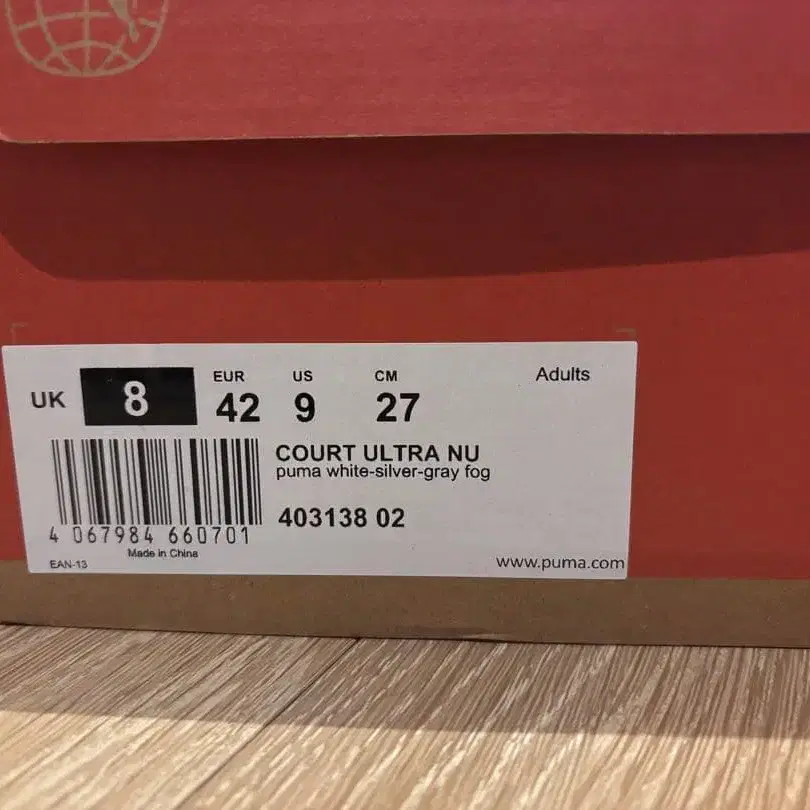 UK 8 EUR 42 US 9 CM 27 Adults
COURT ULTRA NU
puma white-silver-gray fog
403138 02
4 067984 660701
Made in China
EAN-13
www.puma.com